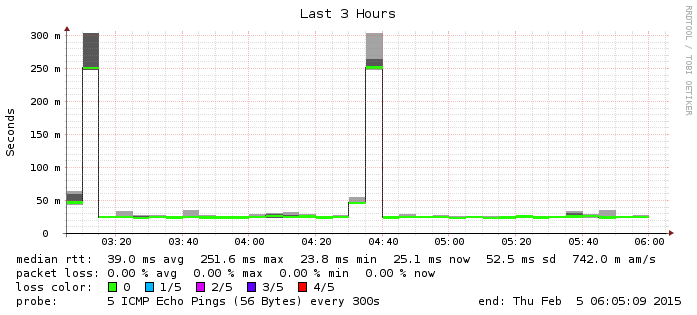 Last 3 Hours
RRDTOOL / TOBI OETIKER
Seconds
300 m
250 m
200 m
150 m
100 m
50 m
0
03:20 03:40 04:00 04:20 04:40 05:00 05:20 05:40 06:00
median rtt: 39.0 ms avg 251.6 ms max 23.8 ms min 25.1 ms now 52.5 ms sd 742.0 m am/s
packet loss: 0.00 % avg 0.00 % max 0.00 % min 0.00 % now
loss color: 0 1/5 2/5 3/5 4/5
probe: 5 ICMP Echo Pings (56 Bytes) every 300s end: Thu Feb 5 06:05:09 2015